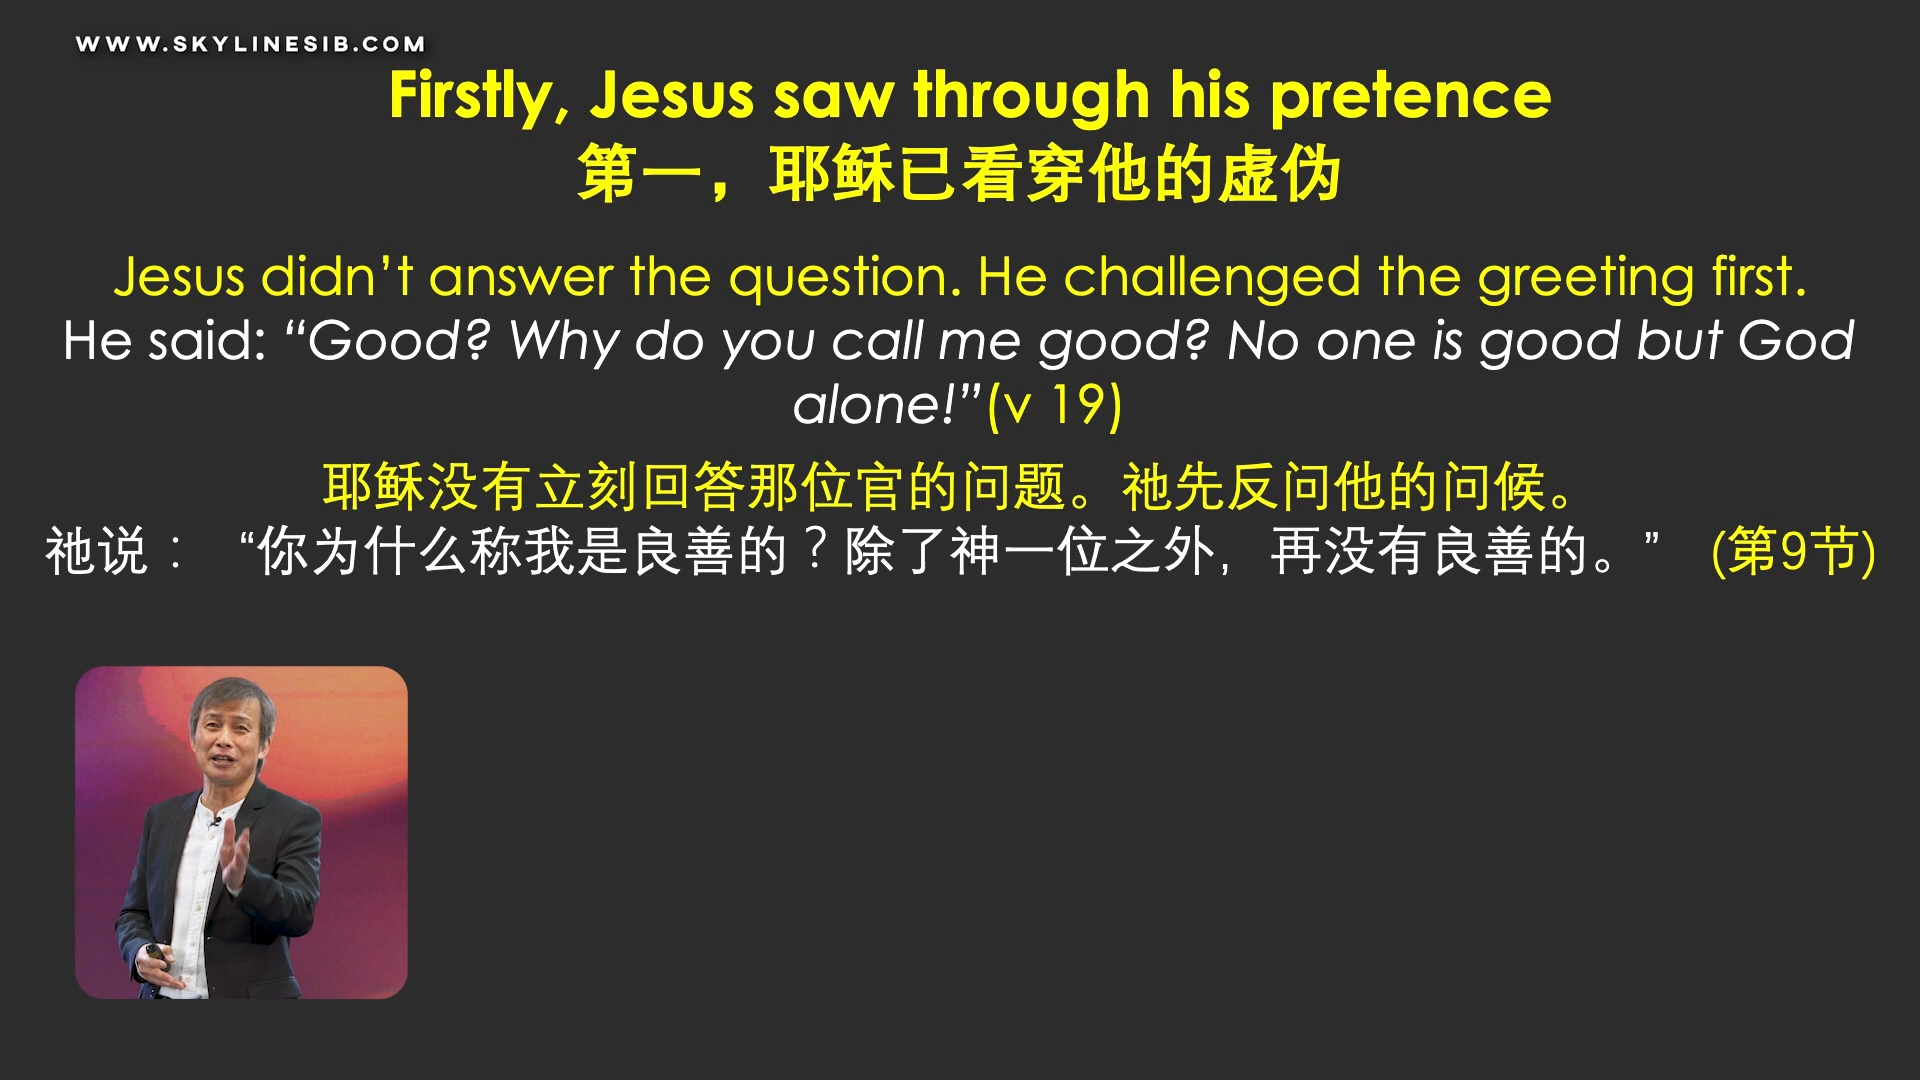 WWW.SKYLINESIB.COM
Firstly, Jesus saw through his pretence
第一，耶稣已看穿他的虚伪
Jesus didn’t answer the question. He challenged the greeting first.
He said: “Good? Why do you call me good? No one is good but God
alone!”(v 19)
耶稣没有立刻回答那位官的问题。祂先反问他的问候。
祂说： “你为什么称我是良善的？除了神一位之外，再没有良善的。” (第9节)